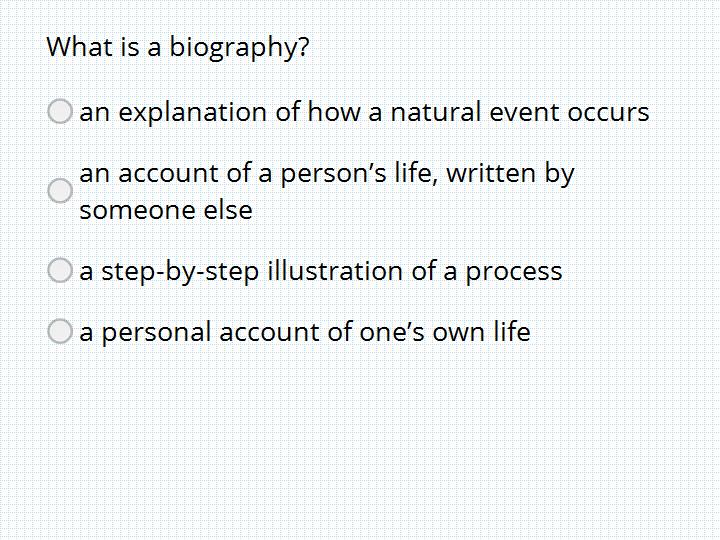 What is a biography?
an explanation of how a natural event occurs
an account of a person’s life, written by
someone else
a step-by-step illustration of a process
a personal account of one’s own life